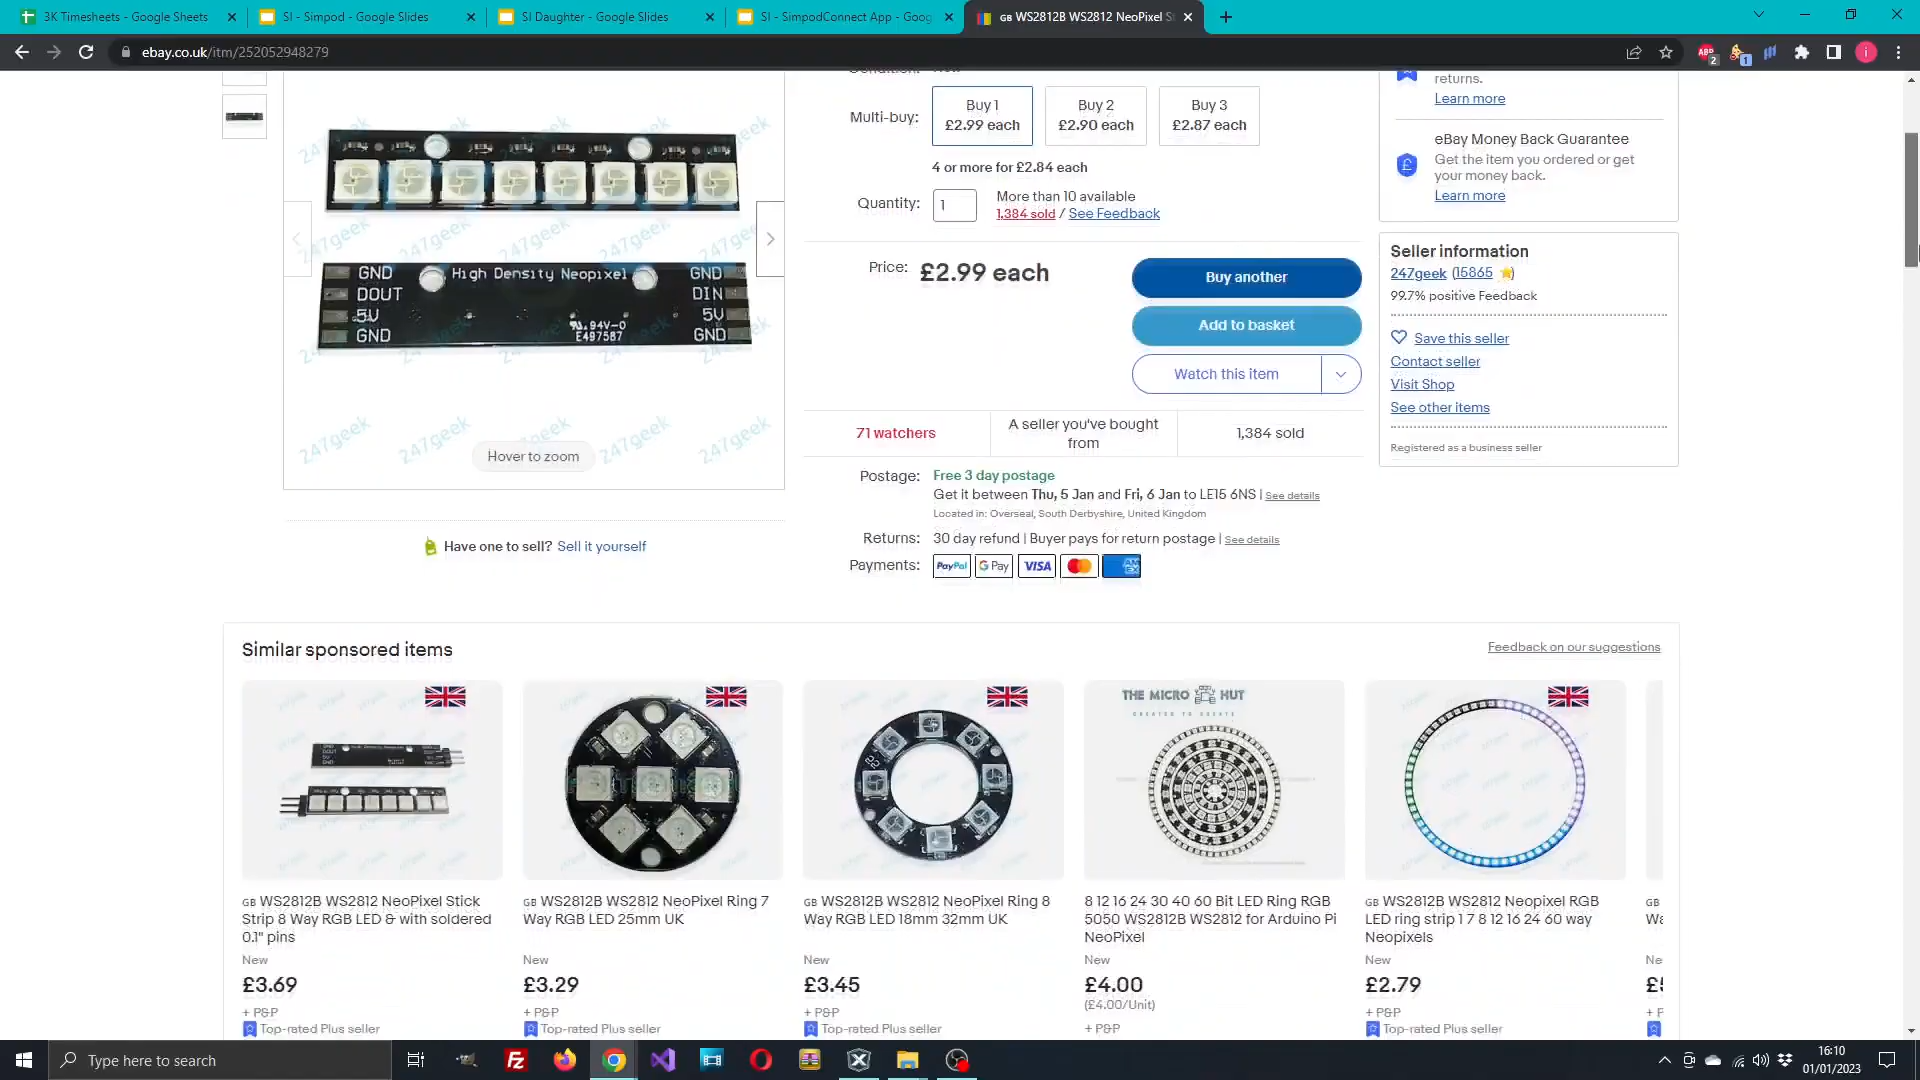 3K Timesheets - Google Sheets
SI - Simpod - Google Slides
SI Daughter - Google Slides
SI - SimpodConnect App - Goog
GB WS2812B WS2812 NeoPixel S
ebay.co.uk/itm/252052948279
2
1
i
Multi-buy:
Buy 1
£2.99 each
Buy 2
£2.90 each
Buy 3
£2.87 each
4 or more for £2.84 each
Quantity:
1
More than 10 available
1,384 sold / See Feedback
Price:
£2.99 each
Buy another
Add to basket
Watch this item
71 watchers
A seller you've bought
from
1,384 sold
Postage:
Free 3 day postage
Get it between Thu, 5 Jan and Fri, 6 Jan to LE15 6NS | See details
Located in: Overseal, South Derbyshire, United Kingdom
Returns:
30 day refund | Buyer pays for return postage | See details
Payments:
PayPal
G Pay
VISA
returns.
Learn more
eBay Money Back Guarantee
Get the item you ordered or get
your money back.
Learn more
Seller information
247geek (15865 )
99.7% positive Feedback
Save this seller
Contact seller
Visit Shop
See other items
Registered as a business seller
247geek
GND
High Density Neopixel
GND
DOUT
DIN
5V
5V
GND
94V-0
E497587
GND
Hover to zoom
Have one to sell? Sell it yourself
Similar sponsored items
Feedback on our suggestions
THE MICRO HUT
CREATED TO CREATE
GB WS2812B WS2812 NeoPixel Stick
Strip 8 Way RGB LED & with soldered
0.1" pins
New
£3.69
+ P&P
Top-rated Plus seller
GB WS2812B WS2812 NeoPixel Ring 7
Way RGB LED 25mm UK
New
£3.29
+ P&P
Top-rated Plus seller
GB WS2812B WS2812 NeoPixel Ring 8
Way RGB LED 18mm 32mm UK
New
£3.45
+ P&P
Top-rated Plus seller
8 12 16 24 30 40 60 Bit LED Ring RGB
5050 WS2812B WS2812 for Arduino Pi
NeoPixel
New
£4.00
(£4.00/Unit)
+ P&P
GB WS2812B WS2812 Neopixel RGB
LED ring strip 1 7 8 12 16 24 60 way
Neopixels
New
£2.79
+ P&P
Top-rated Plus seller
GB
Type here to search
16:10
01/01/2023